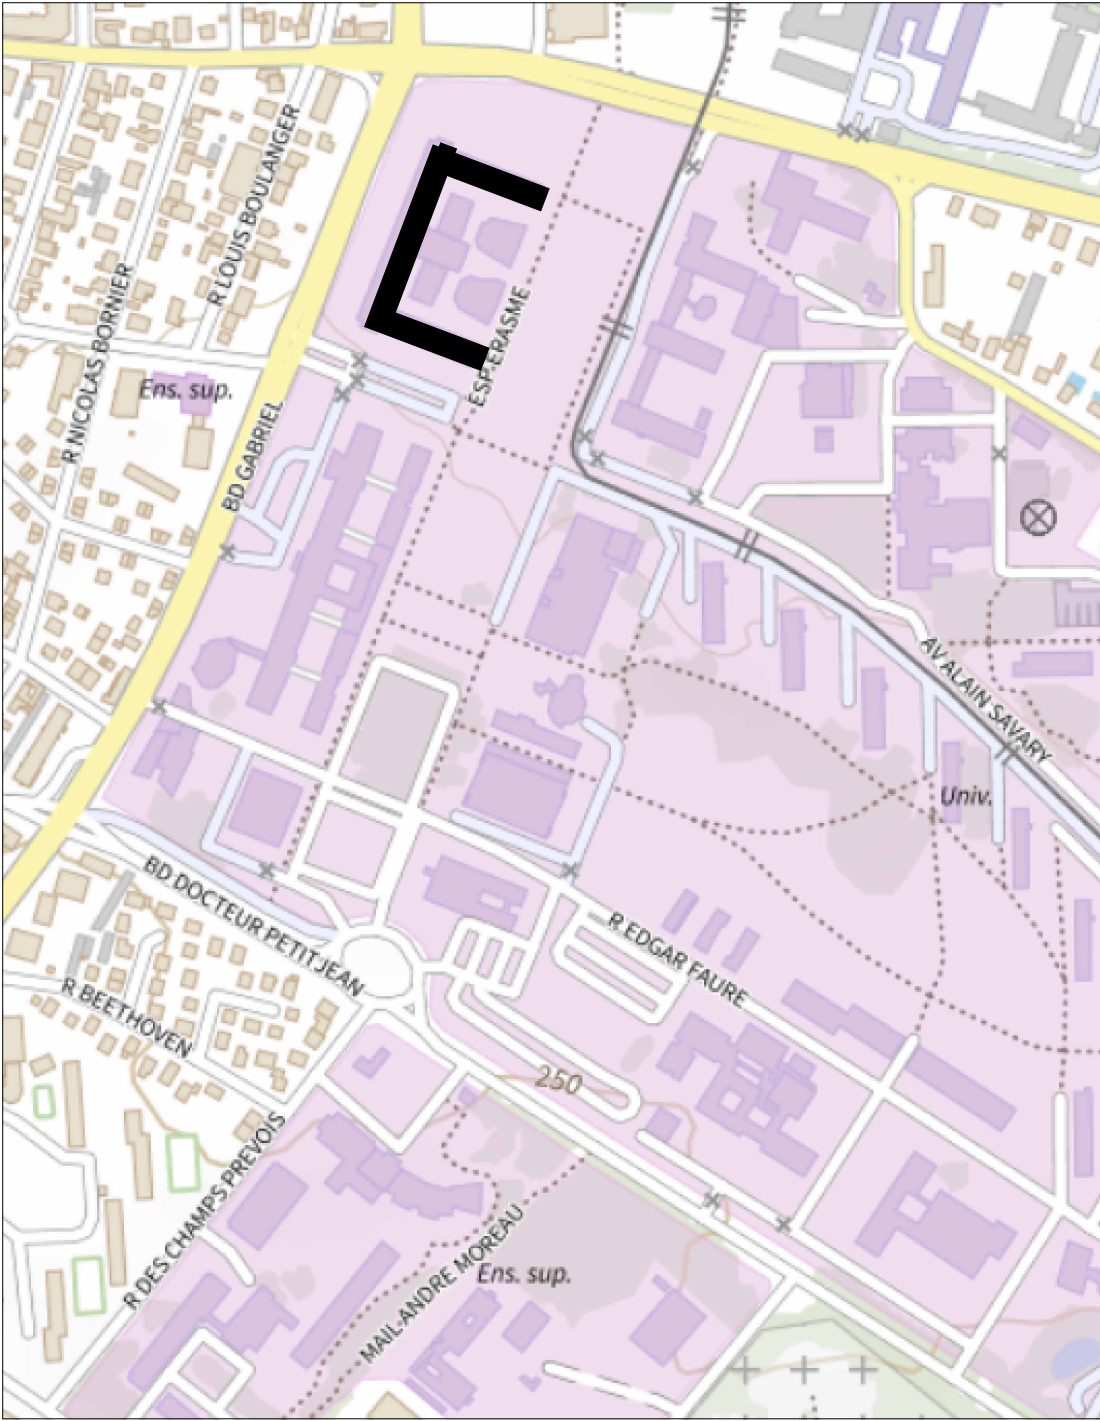 R LOUIS BOULANGER
R NICOLAS BORNIER
ESP ERASME
Ens. sup.
BD GABRIEL
AV ALAIN SAVARY
Univ.
BD DOCTEUR PETITJEAN
R EDGAR FAURE
R BEETHOVEN
250
R DES CHAMPS PREVOIS
MAIL ANDRE MOREAU
Ens. sup.